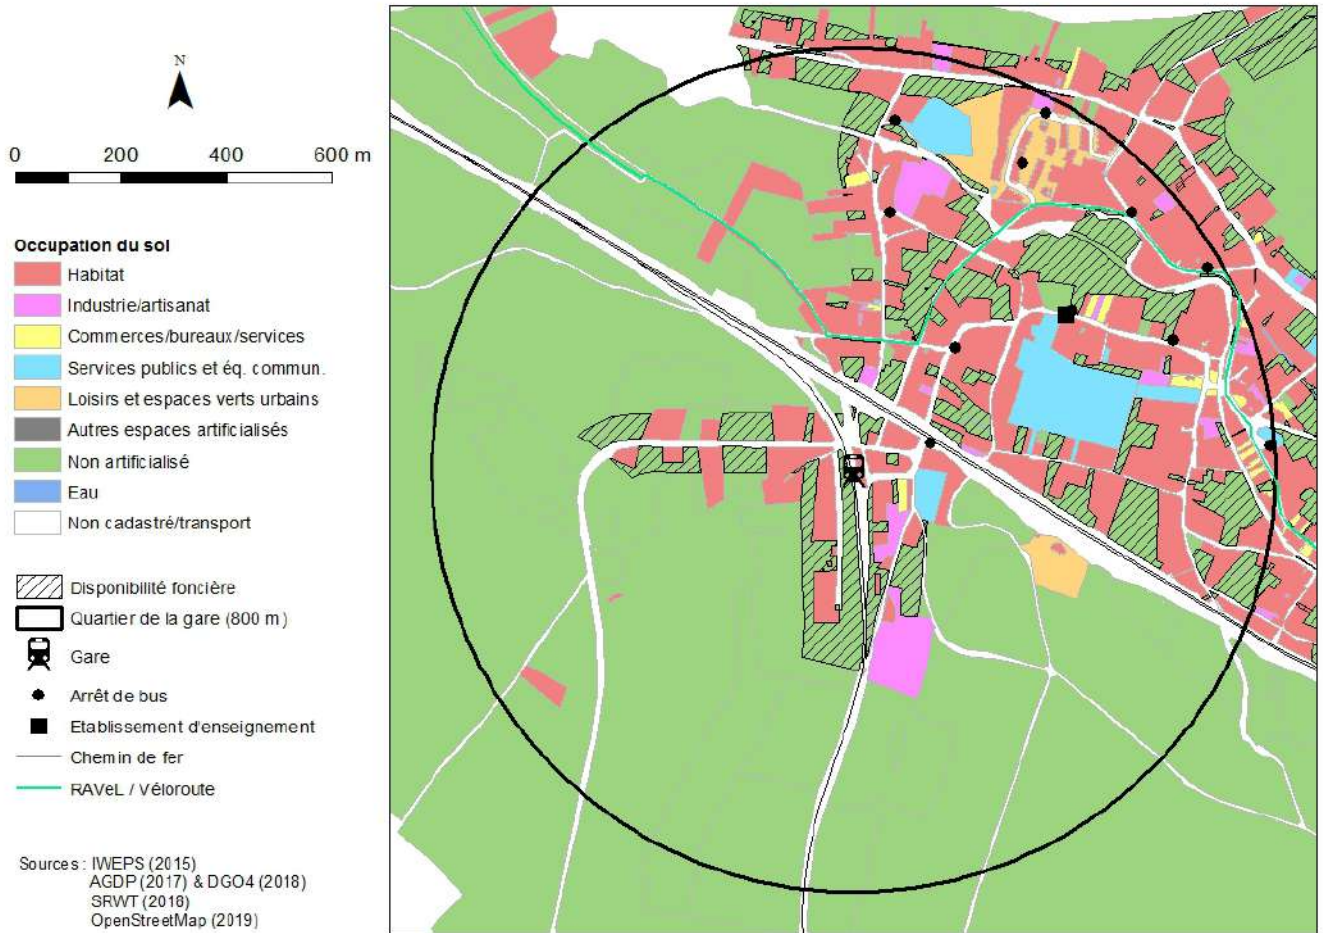 N
0 200 400 600 m
Occupation du sol
Habitat
Industrie/artisanat
Commerces/bureaux/services
Services publics et éq. commun.
Loisirs et espaces verts urbains
Autres espaces artificialisés
Non artificialisé
Eau
Non cadastré/transport
Disponibilité foncière
Quartier de la gare (800 m)
Gare
Arrêt de bus
Etablissement d'enseignement
Chemin de fer
RAVeL / Véloroute
Sources : IWEPS (2015)
AGDP (2017) & DGO4 (2018)
SRWT (2018)
OpenStreetMap (2019)